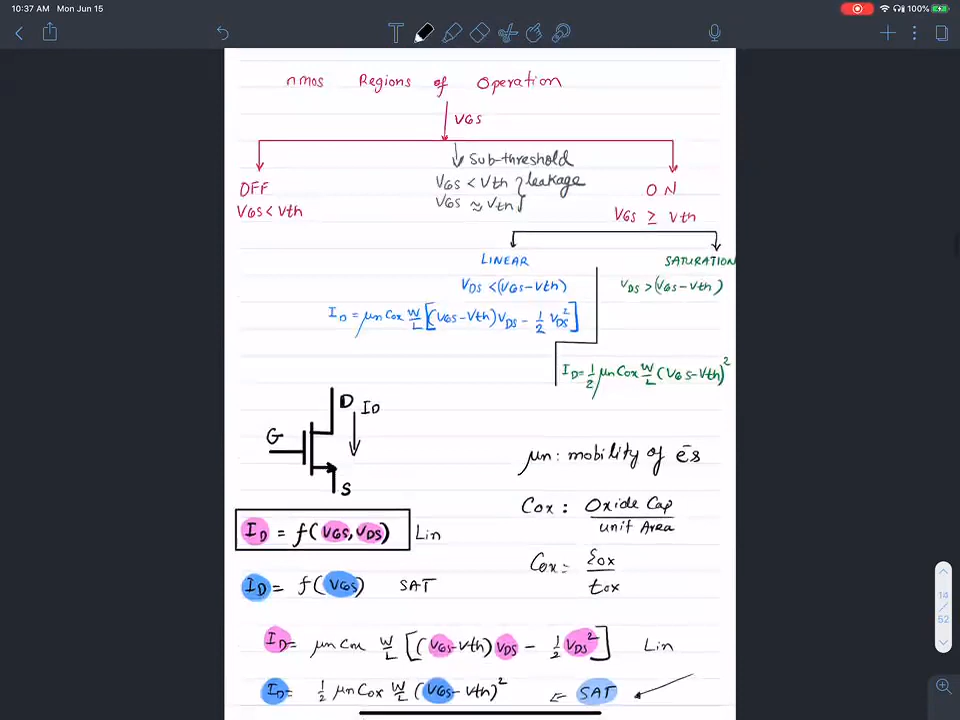 10:37 AM Mon Jun 15
100%
nmos Regions of Operation
VGS
Sub-threshold
VGS < Vth } leakage
VGS ≈ Vth
OFF
VGS < Vth
ON
VGS ≥ Vth
LINEAR
VDS < (VGS-Vth)
ID = μn Cox W/L [(VGS-Vth) VDS - 1/2 VDS²]
SATURATION
VDS > (VGS-Vth)
ID = 1/2 μn Cox W/L (VGS-Vth)²
D
ID
G
S
μn : mobility of ēs
Cox : Oxide Cap / unit Area
Cox = εox / tox
ID = f(VGS, VDS) Lin
ID = f(VGS) SAT
ID = μn Cox W/L [(VGS-Vth) VDS - 1/2 VDS²] Lin
ID = 1/2 μn Cox W/L (VGS-Vth)² ⇐ SAT
14
/
52